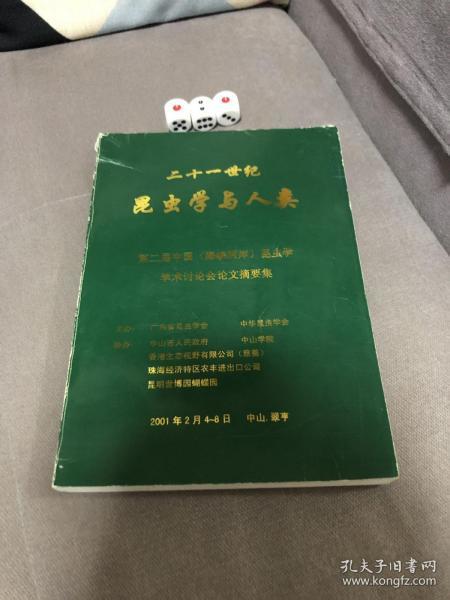 二十一世纪
昆虫学与人类
第二届中国（海峡两岸）昆虫学
学术讨论会论文摘要集
主办：广东省昆虫学会 中华昆虫学会
协办：中山市人民政府 中山学院
香港生态视野有限公司（慈善）
珠海经济特区农丰进出口公司
昆明世博园蝴蝶园
2001年2月4-8日 中山.翠亨
孔夫子旧书网
www.kongfz.com